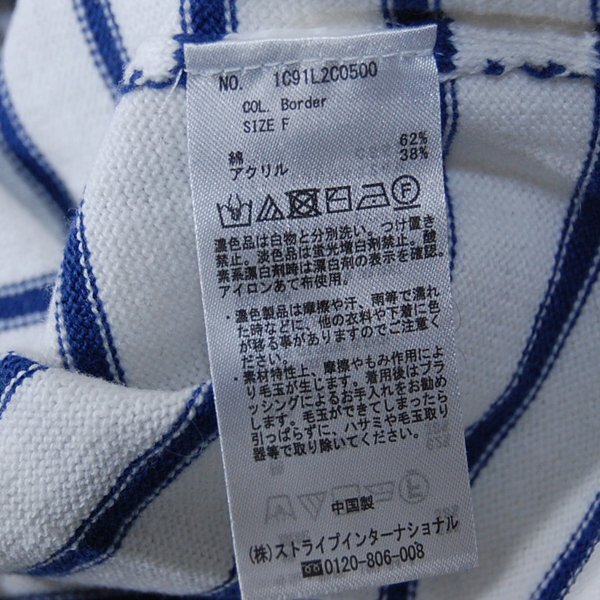 NO. 1C91L2C0500
COL. Border
SIZE F
綿 62%
アクリル 38%
濃色品は白物と分別洗い。つけ置き
禁止。淡色品は蛍光増白剤禁止。酸
素系漂白剤時は漂白剤の表示を確認。
アイロンあて布使用。
・濃色製品は摩擦や汗、雨等で濡れ
た時などに、他の衣料や下着に色
が移る事がありますのでご注意く
ださい。
・素材特性上、摩擦やもみ作用によ
り毛玉が生じます。着用後はブラ
ッシングによるお手入れをお勧め
します。毛玉ができてしまったら
引っぱらずに、ハサミや毛玉取り
器等で取り除いてください。
中国製
(株)ストライプインターナショナル
0120-806-008